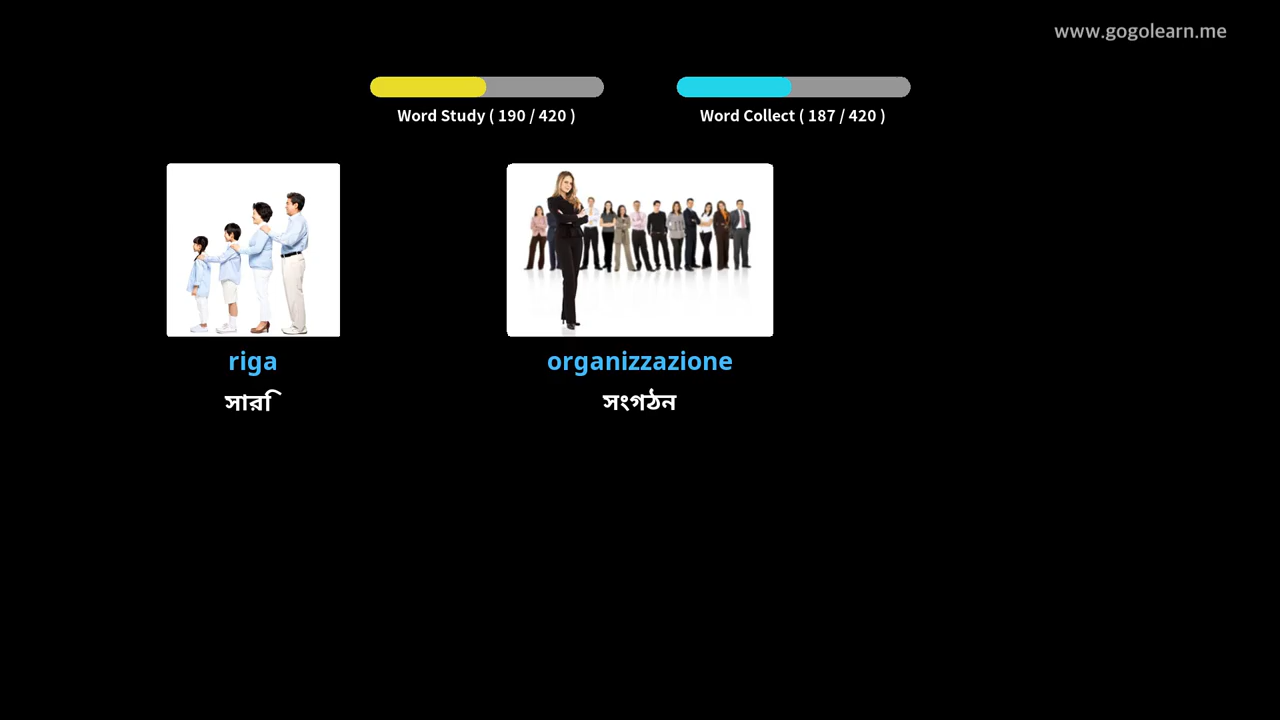 www.gogolearn.me
Word Study ( 190 / 420 )
Word Collect ( 187 / 420 )
riga
organizzazione
সারি
সংগঠন